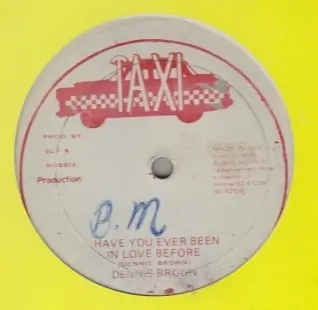 TAXI
PROD. BY
SLY &
ROBBIE
Production
B.M
HAVE YOU EVER BEEN
IN LOVE BEFORE
(DENNIS BROWN)
DENNIS BROWN